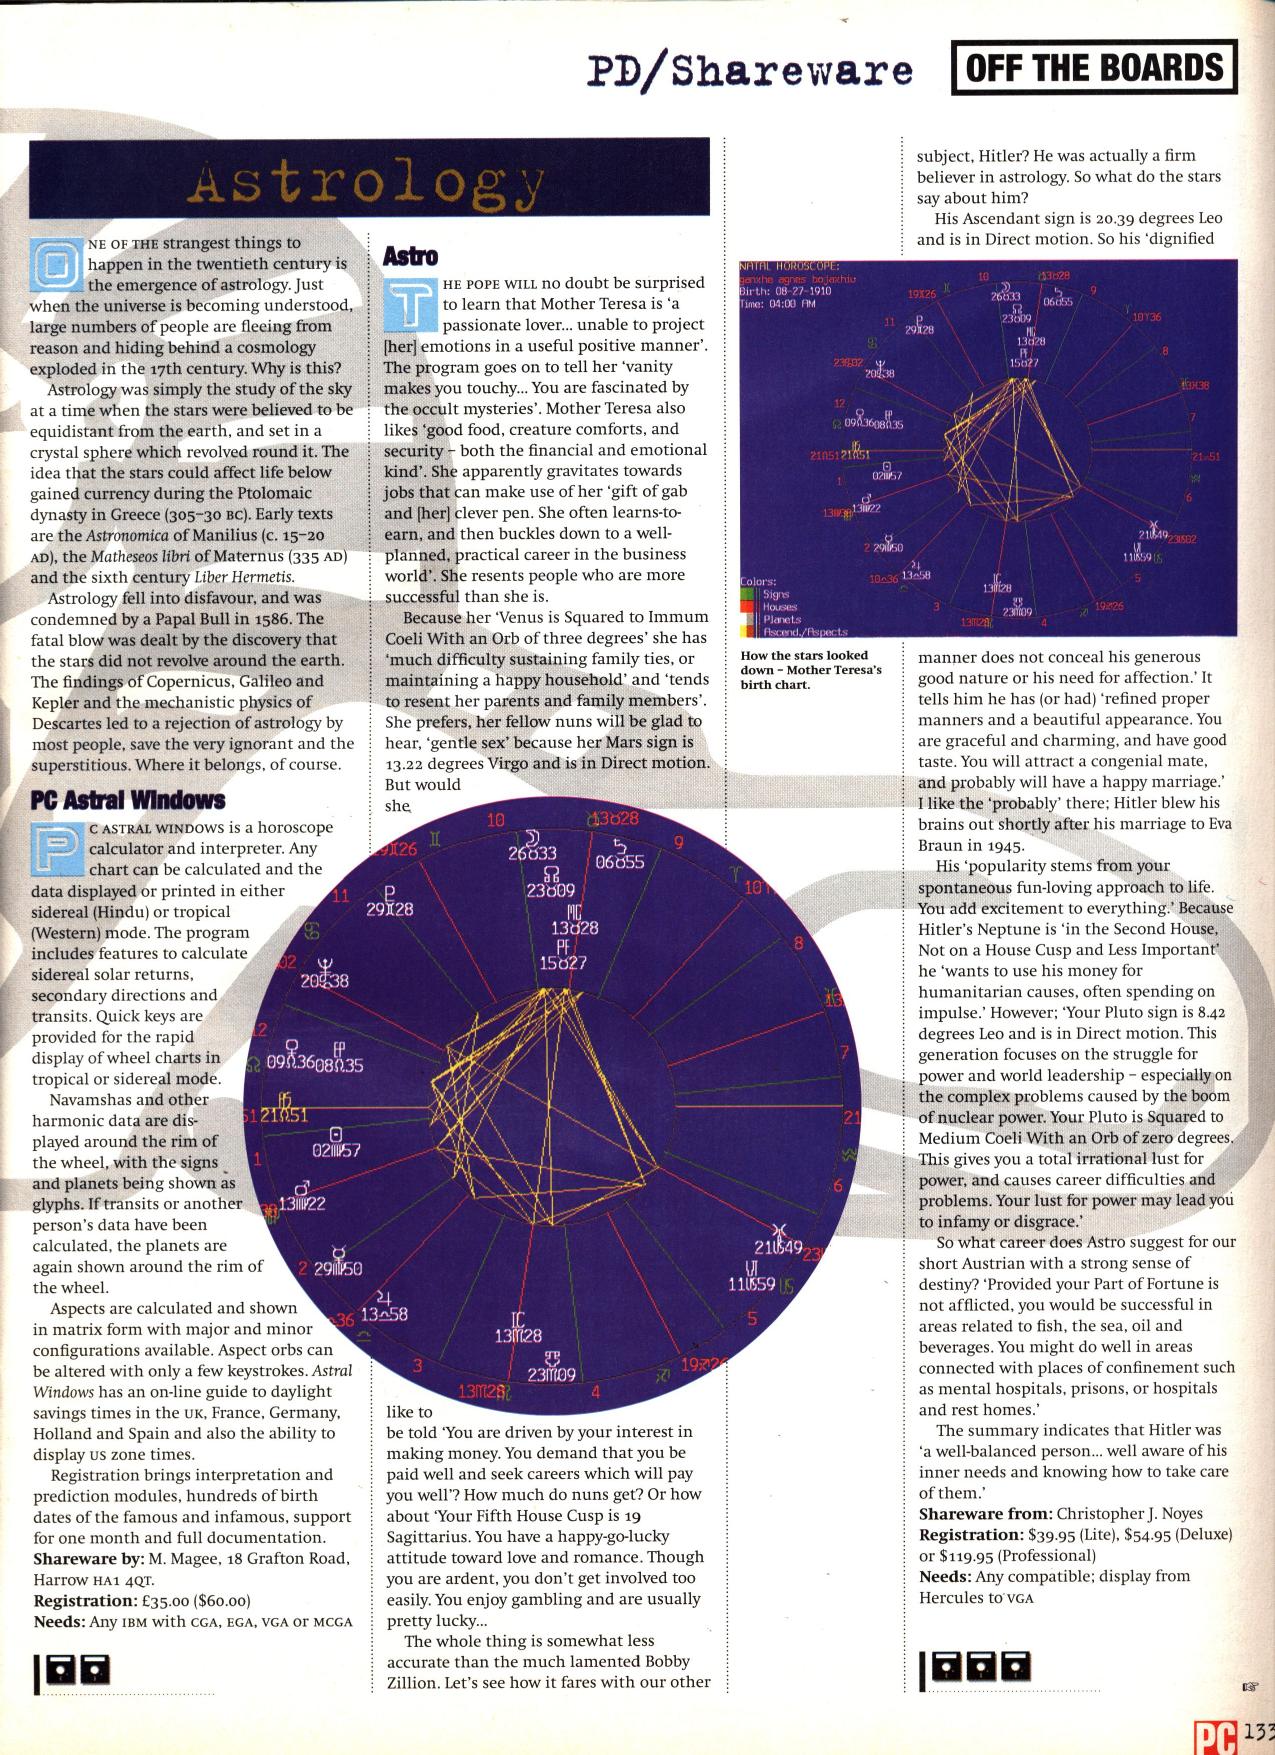 PD/Shareware OFF THE BOARDS
Astrology
ONE OF THE strangest things to
happen in the twentieth century is
the emergence of astrology. Just
when the universe is becoming understood,
large numbers of people are fleeing from
reason and hiding behind a cosmology
exploded in the 17th century. Why is this?
Astrology was simply the study of the sky
at a time when the stars were believed to be
equidistant from the earth, and set in a
crystal sphere which revolved round it. The
idea that the stars could affect life below
gained currency during the Ptolomaic
dynasty in Greece (305–30 BC). Early texts
are the Astronomica of Manilius (c. 15–20
AD), the Matheseos libri of Maternus (335 AD)
and the sixth century Liber Hermetis.
Astrology fell into disfavour, and was
condemned by a Papal Bull in 1586. The
fatal blow was dealt by the discovery that
the stars did not revolve around the earth.
The findings of Copernicus, Galileo and
Kepler and the mechanistic physics of
Descartes led to a rejection of astrology by
most people, save the very ignorant and the
superstitious. Where it belongs, of course.
PC Astral Windows
PC ASTRAL WINDOWS is a horoscope
calculator and interpreter. Any
chart can be calculated and the
data displayed or printed in either
sidereal (Hindu) or tropical
(Western) mode. The program
includes features to calculate
sidereal solar returns,
secondary directions and
transits. Quick keys are
provided for the rapid
display of wheel charts in
tropical or sidereal mode.
Navamshas and other
harmonic data are dis-
played around the rim of
the wheel, with the signs
and planets being shown as
glyphs. If transits or another
person's data have been
calculated, the planets are
again shown around the rim of
the wheel.
Aspects are calculated and shown
in matrix form with major and minor
configurations available. Aspect orbs can
be altered with only a few keystrokes. Astral
Windows has an on-line guide to daylight
savings times in the UK, France, Germany,
Holland and Spain and also the ability to
display US zone times.
Registration brings interpretation and
prediction modules, hundreds of birth
dates of the famous and infamous, support
for one month and full documentation.
Shareware by: M. Magee, 18 Grafton Road,
Harrow HA1 4QT.
Registration: £35.00 ($60.00)
Needs: Any IBM with CGA, EGA, VGA or MCGA
Astro
THE POPE WILL no doubt be surprised
to learn that Mother Teresa is 'a
passionate lover... unable to project
[her] emotions in a useful positive manner'.
The program goes on to tell her 'vanity
makes you touchy... You are fascinated by
the occult mysteries'. Mother Teresa also
likes 'good food, creature comforts, and
security – both the financial and emotional
kind'. She apparently gravitates towards
jobs that can make use of her 'gift of gab
and [her] clever pen. She often learns-to-
earn, and then buckles down to a well-
planned, practical career in the business
world'. She resents people who are more
successful than she is.
Because her 'Venus is Squared to Immum
Coeli With an Orb of three degrees' she has
'much difficulty sustaining family ties, or
maintaining a happy household' and 'tends
to resent her parents and family members'.
She prefers, her fellow nuns will be glad to
hear, 'gentle sex' because her Mars sign is
13.22 degrees Virgo and is in Direct motion.
But would
she
like to
be told 'You are driven by your interest in
making money. You demand that you be
paid well and seek careers which will pay
you well'? How much do nuns get? Or how
about 'Your Fifth House Cusp is 19
Sagittarius. You have a happy-go-lucky
attitude toward love and romance. Though
you are ardent, you don't get involved too
easily. You enjoy gambling and are usually
pretty lucky...
The whole thing is somewhat less
accurate than the much lamented Bobby
Zillion. Let's see how it fares with our other
subject, Hitler? He was actually a firm
believer in astrology. So what do the stars
say about him?
His Ascendant sign is 20.39 degrees Leo
and is in Direct motion. So his 'dignified
NATAL HOROSCOPE:
Birth: 08-27-1910
Time: 04:00 AM
Colors:
Signs
Houses
Planets
Ascend./Aspects
How the stars looked
down – Mother Teresa's
birth chart.
manner does not conceal his generous
good nature or his need for affection.' It
tells him he has (or had) 'refined proper
manners and a beautiful appearance. You
are graceful and charming, and have good
taste. You will attract a congenial mate,
and probably will have a happy marriage.'
I like the 'probably' there; Hitler blew his
brains out shortly after his marriage to Eva
Braun in 1945.
His 'popularity stems from your
spontaneous fun-loving approach to life.
You add excitement to everything.' Because
Hitler's Neptune is 'in the Second House,
Not on a House Cusp and Less Important'
he 'wants to use his money for
humanitarian causes, often spending on
impulse.' However; 'Your Pluto sign is 8.42
degrees Leo and is in Direct motion. This
generation focuses on the struggle for
power and world leadership – especially on
the complex problems caused by the boom
of nuclear power. Your Pluto is Squared to
Medium Coeli With an Orb of zero degrees.
This gives you a total irrational lust for
power, and causes career difficulties and
problems. Your lust for power may lead you
to infamy or disgrace.'
So what career does Astro suggest for our
short Austrian with a strong sense of
destiny? 'Provided your Part of Fortune is
not afflicted, you would be successful in
areas related to fish, the sea, oil and
beverages. You might do well in areas
connected with places of confinement such
as mental hospitals, prisons, or hospitals
and rest homes.'
The summary indicates that Hitler was
'a well-balanced person... well aware of his
inner needs and knowing how to take care
of them.'
Shareware from: Christopher J. Noyes
Registration: $39.95 (Lite), $54.95 (Deluxe)
or $119.95 (Professional)
Needs: Any compatible; display from
Hercules to VGA
PC 133